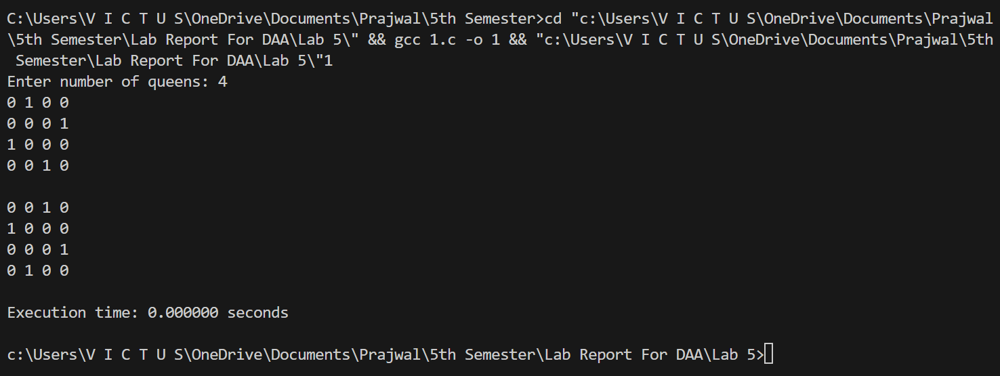 C:\Users\V I C T U S\OneDrive\Documents\Prajwal\5th Semester>cd "c:\Users\V I C T U S\OneDrive\Documents\Prajwal
\5th Semester\Lab Report For DAA\Lab 5\" && gcc 1.c -o 1 && "c:\Users\V I C T U S\OneDrive\Documents\Prajwal\5th
 Semester\Lab Report For DAA\Lab 5\"1
Enter number of queens: 4
0 1 0 0
0 0 0 1
1 0 0 0
0 0 1 0

0 0 1 0
1 0 0 0
0 0 0 1
0 1 0 0

Execution time: 0.000000 seconds

c:\Users\V I C T U S\OneDrive\Documents\Prajwal\5th Semester\Lab Report For DAA\Lab 5>